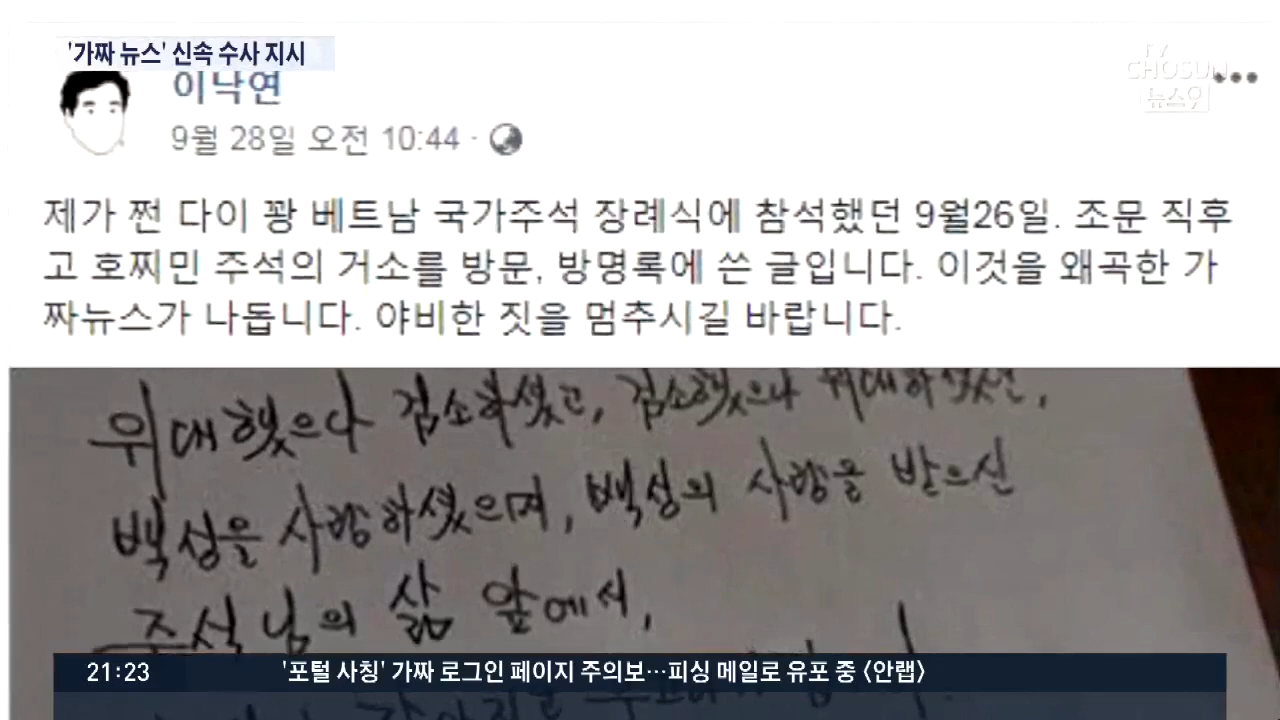 '가짜 뉴스' 신속 수사 지시
TV
CHOSUN
뉴스9
이낙연
9월 28일 오전 10:44
제가 쩐 다이 꽝 베트남 국가주석 장례식에 참석했던 9월26일. 조문 직후
고 호찌민 주석의 거소를 방문, 방명록에 쓴 글입니다. 이것을 왜곡한 가
짜뉴스가 나돕니다. 야비한 짓을 멈추시길 바랍니다.
위대했으나 검소하셨고, 검소했으나 위대하셨던,
백성을 사랑하셨으며, 백성의 사랑을 받으신
주석님의 삶 앞에서,
21:23 '포털 사칭' 가짜 로그인 페이지 주의보…피싱 메일로 유포 중 <안랩>